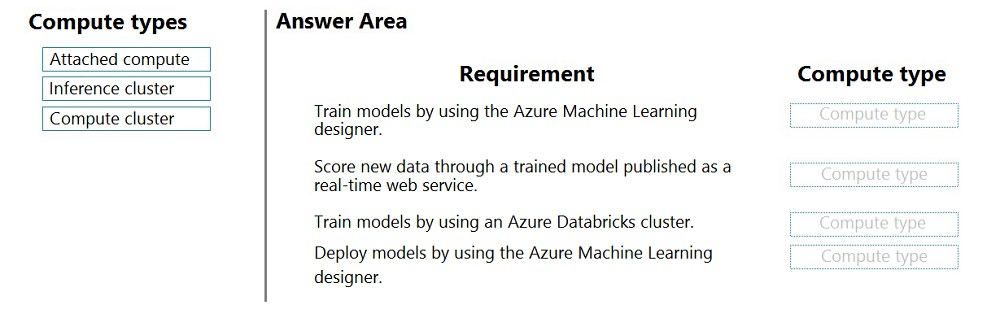 Compute types
Attached compute
Inference cluster
Compute cluster
Answer Area
Requirement
Compute type
Train models by using the Azure Machine Learning
designer.
Compute type
Score new data through a trained model published as a
real-time web service.
Compute type
Train models by using an Azure Databricks cluster.
Compute type
Deploy models by using the Azure Machine Learning
designer.
Compute type